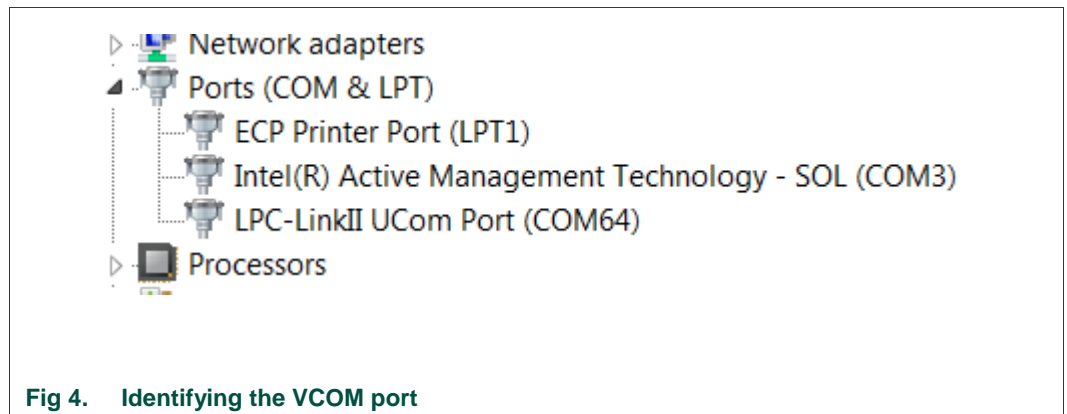 Network adapters
Ports (COM & LPT)
ECP Printer Port (LPT1)
Intel(R) Active Management Technology - SOL (COM3)
LPC-LinkII UCom Port (COM64)
Processors
Fig 4. Identifying the VCOM port